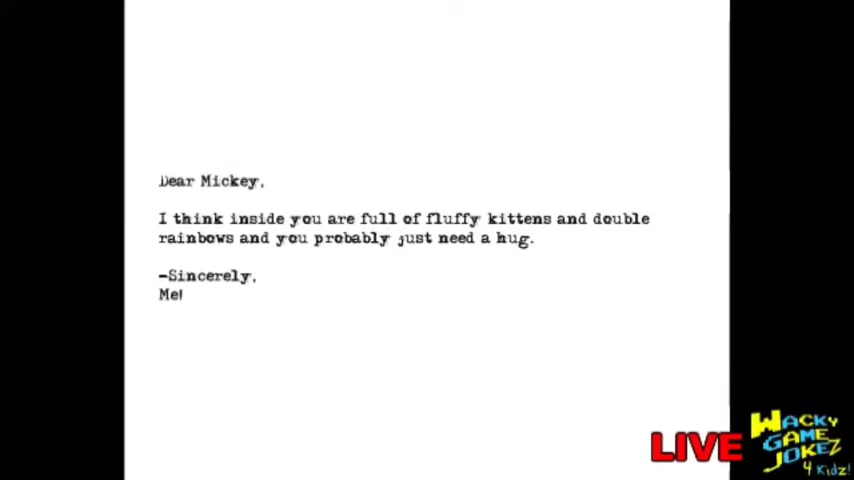 Dear Mickey,
I think inside you are full of fluffy kittens and double
rainbows and you probably just need a hug.
-Sincerely,
Me!
LIVE
WACKY
GAME
JOKEZ
4 Kidz!